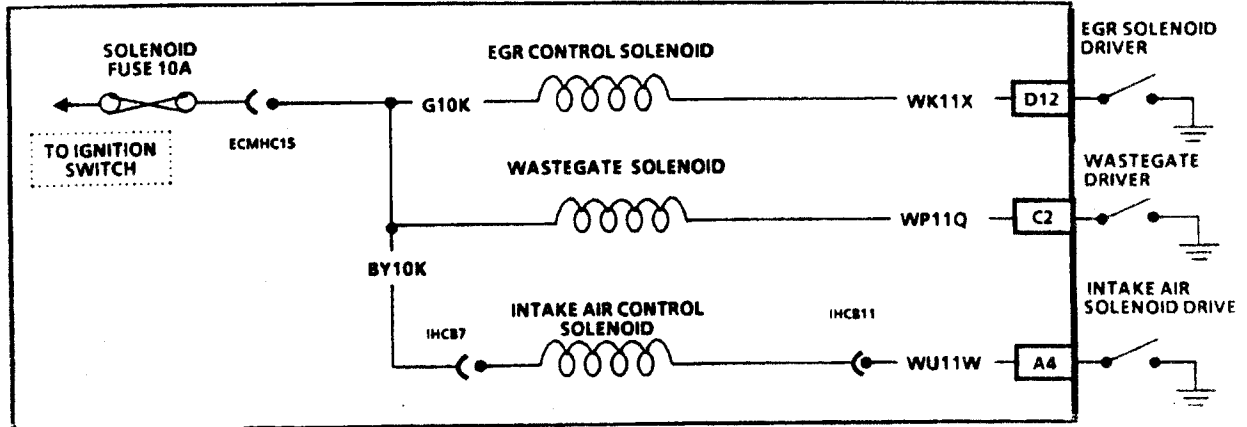 SOLENOID
FUSE 10A
EGR CONTROL SOLENOID
EGR SOLENOID
DRIVER
G10K
WK11X
D12
ECMHC15
TO IGNITION
SWITCH
WASTEGATE SOLENOID
WASTEGATE
DRIVER
WP11Q
C2
BY10K
INTAKE AIR CONTROL
SOLENOID
IHCB7
IHCB11
INTAKE AIR
SOLENOID DRIVE
WU11W
A4